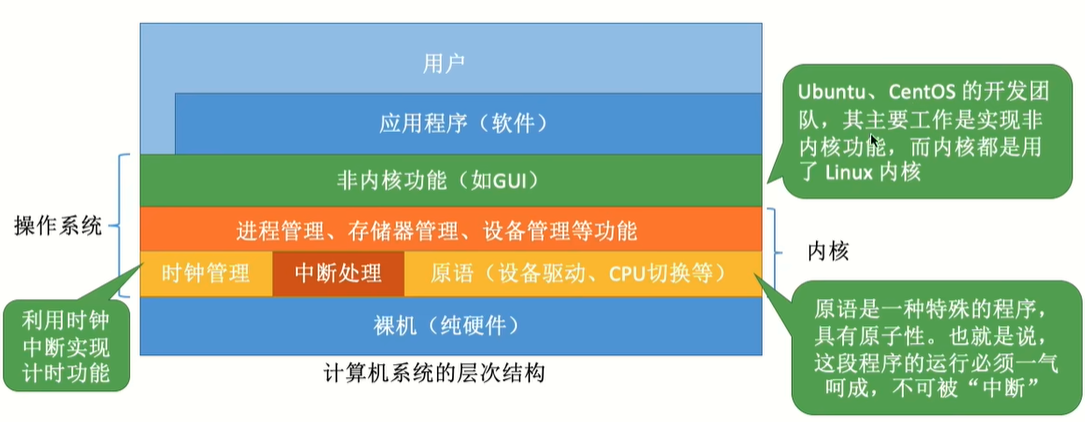 用户
应用程序（软件）
Ubuntu、CentOS 的开发团
队，其主要工作是实现非
内核功能，而内核都是用
了 Linux 内核
非内核功能（如GUI）
操作系统
进程管理、存储器管理、设备管理等功能
内核
时钟管理
中断处理
原语（设备驱动、CPU切换等）
利用时钟
中断实现
计时功能
裸机（纯硬件）
原语是一种特殊的程序，
具有原子性。也就是说，
这段程序的运行必须一气
呵成，不可被“中断”
计算机系统的层次结构